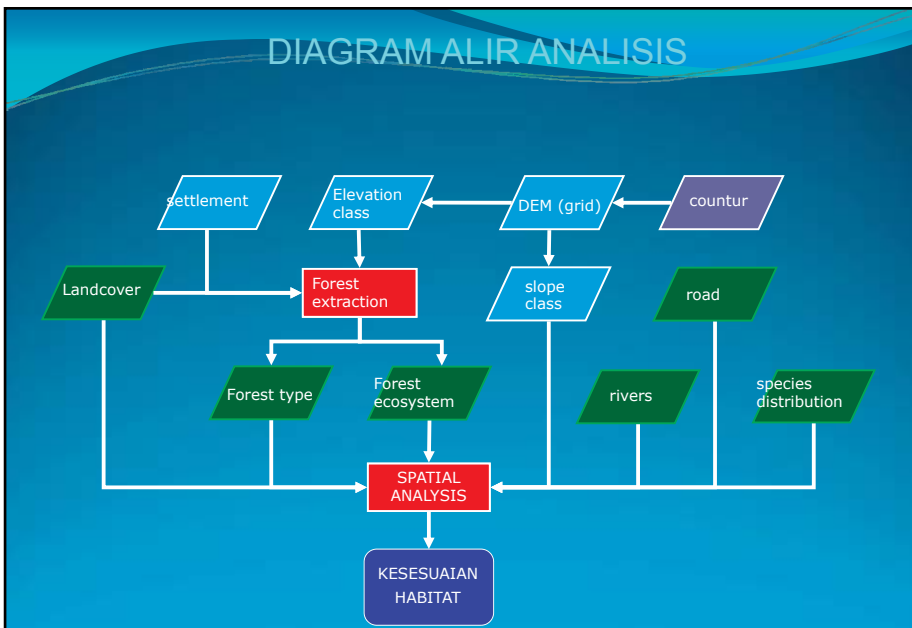 DIAGRAM ALIR ANALISIS
settlement
Elevation
class
DEM (grid)
countur
Landcover
Forest
extraction
slope
class
road
Forest type
Forest
ecosystem
rivers
species
distribution
SPATIAL
ANALYSIS
KESESUAIAN
HABITAT